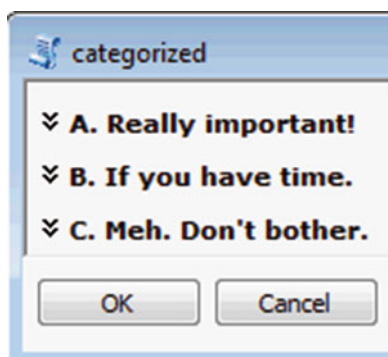 categorized
A. Really important!
B. If you have time.
C. Meh. Don't bother.
OK Cancel